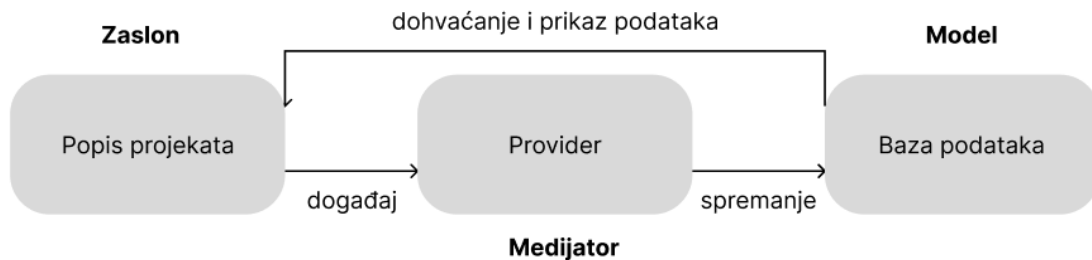 dohvaćanje i prikaz podataka
Zaslon
Model
Popis projekata
Provider
Baza podataka
događaj
spremanje
Medijator